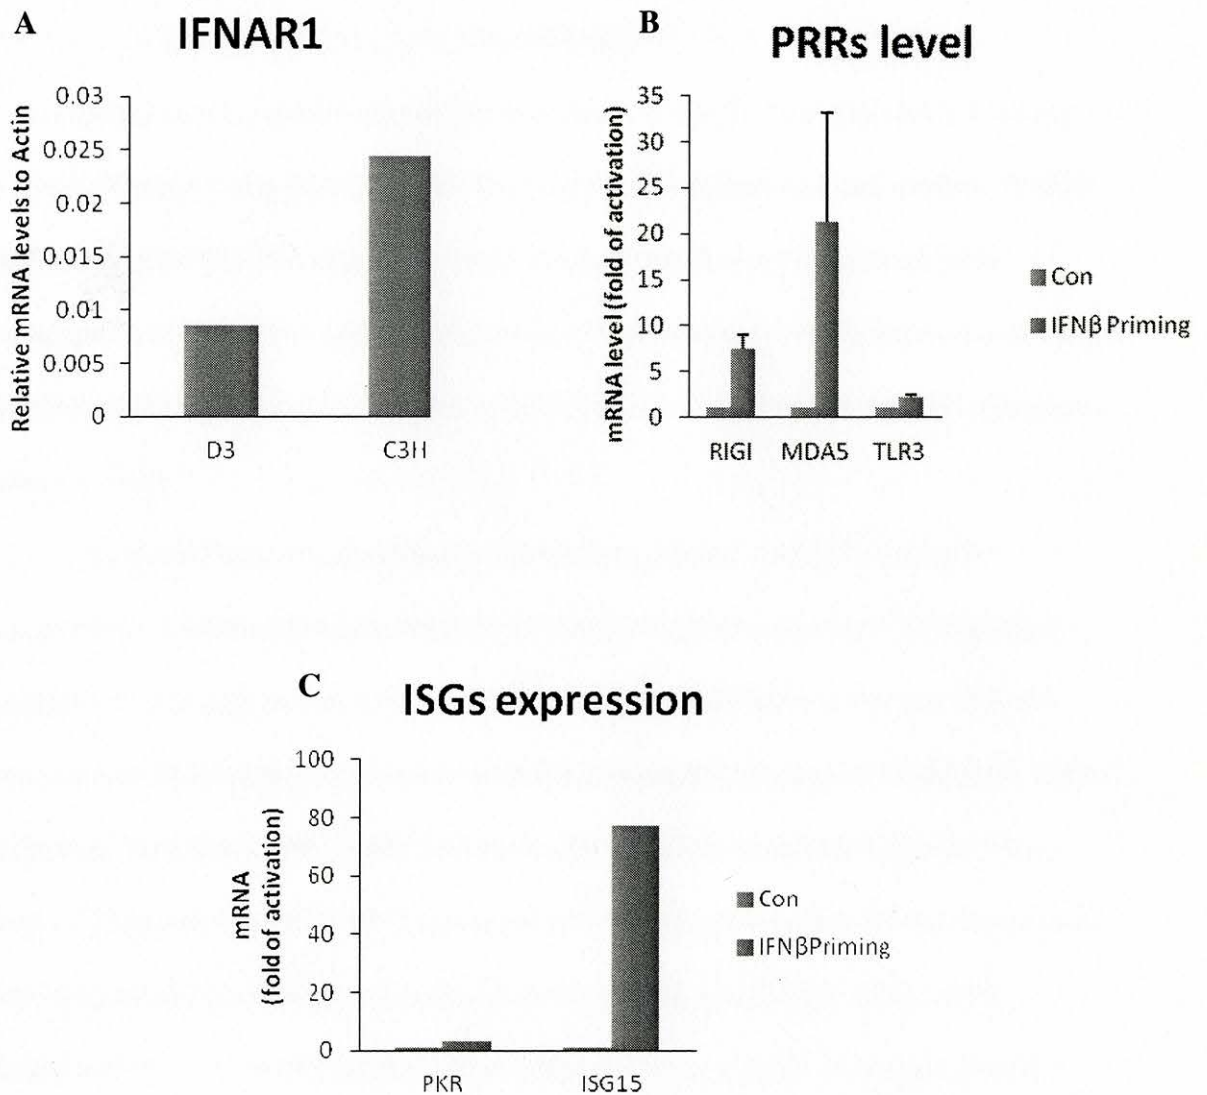 A
IFNAR1
Relative mRNA levels to Actin
0.03
0.025
0.02
0.015
0.01
0.005
0
D3
C3H
B
PRRs level
mRNA level (fold of activation)
35
30
25
20
15
10
5
0
RIGI MDA5 TLR3
Con
IFNβ Priming
C
ISGs expression
mRNA
(fold of activation)
100
80
60
40
20
0
PKR
ISG15
Con
IFNβPriming